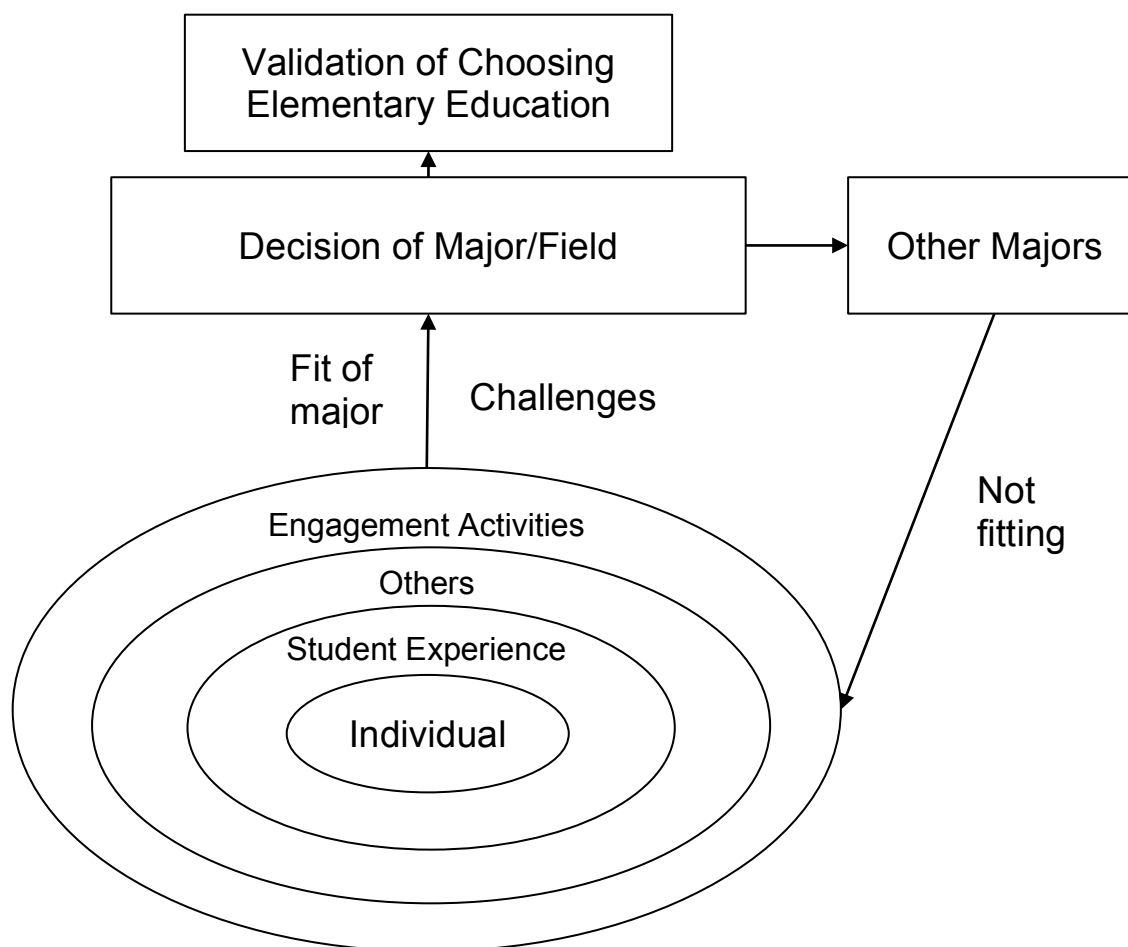 Validation of Choosing
Elementary Education
Decision of Major/Field
Other Majors
Fit of
major
Challenges
Not
fitting
Engagement Activities
Others
Student Experience
Individual